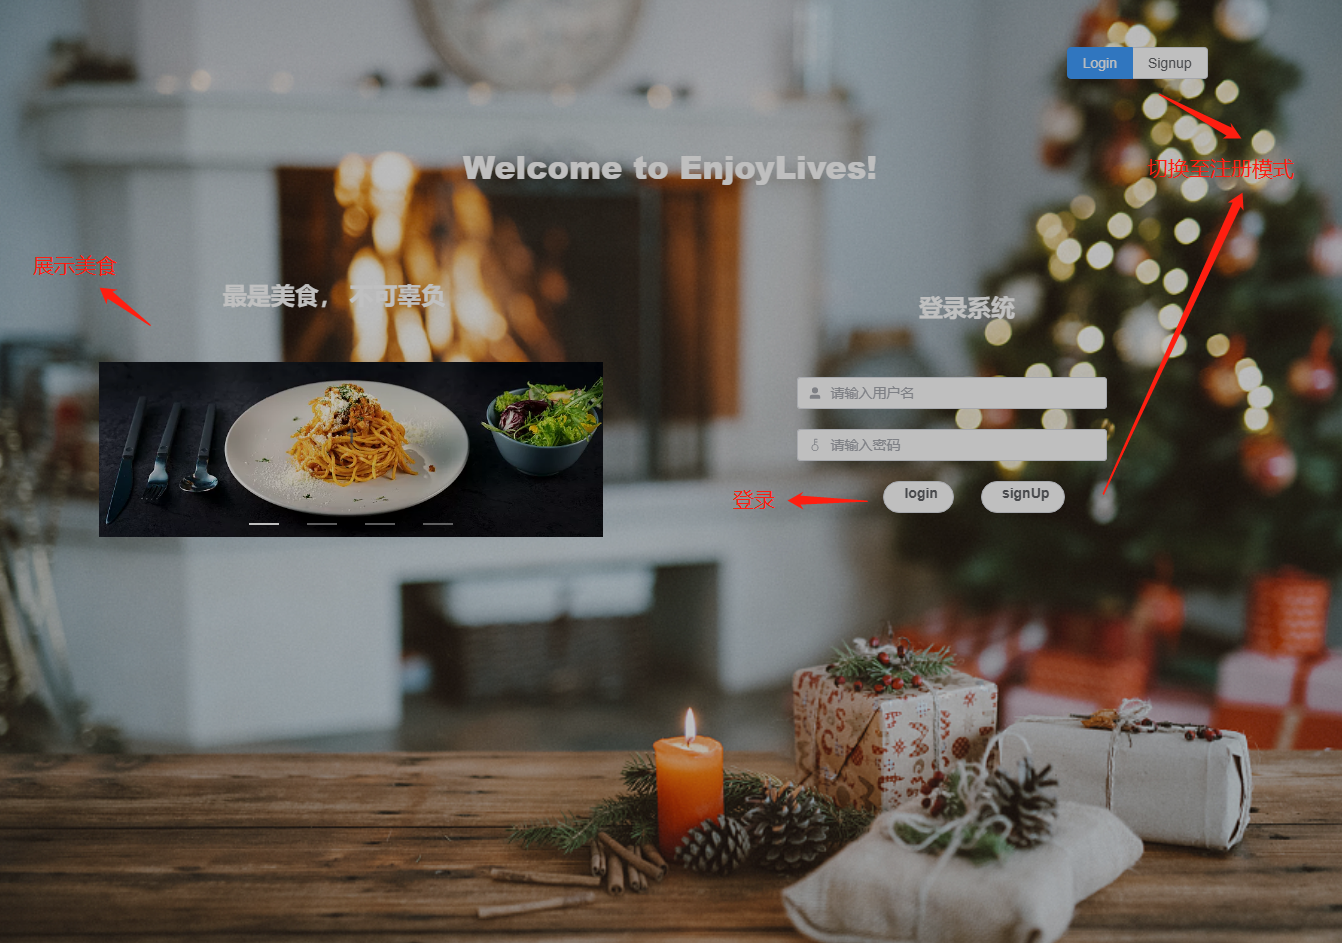 Login Signup
切换至注册模式
Welcome to EnjoyLives!
展示美食
最是美食，不可辜负
登录系统
请输入用户名
请输入密码
登录
login signUp